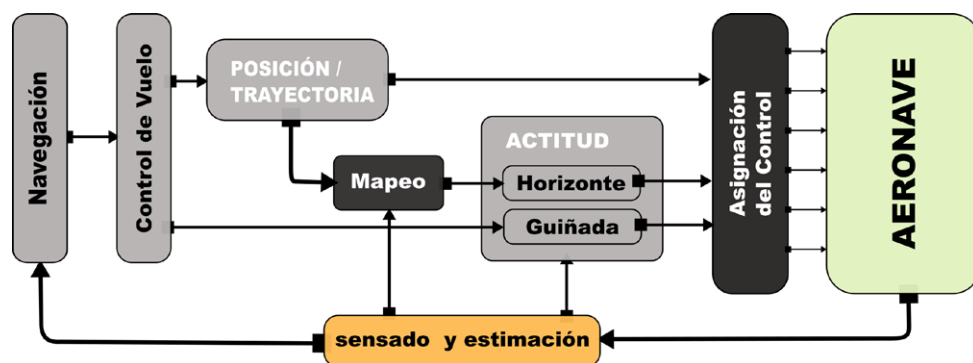 Navegación
Control de Vuelo
POSICIÓN /
TRAYECTORIA
Mapeo
ACTITUD
Horizonte
Guiñada
Asignación
del Control
AERONAVE
sensado y estimación